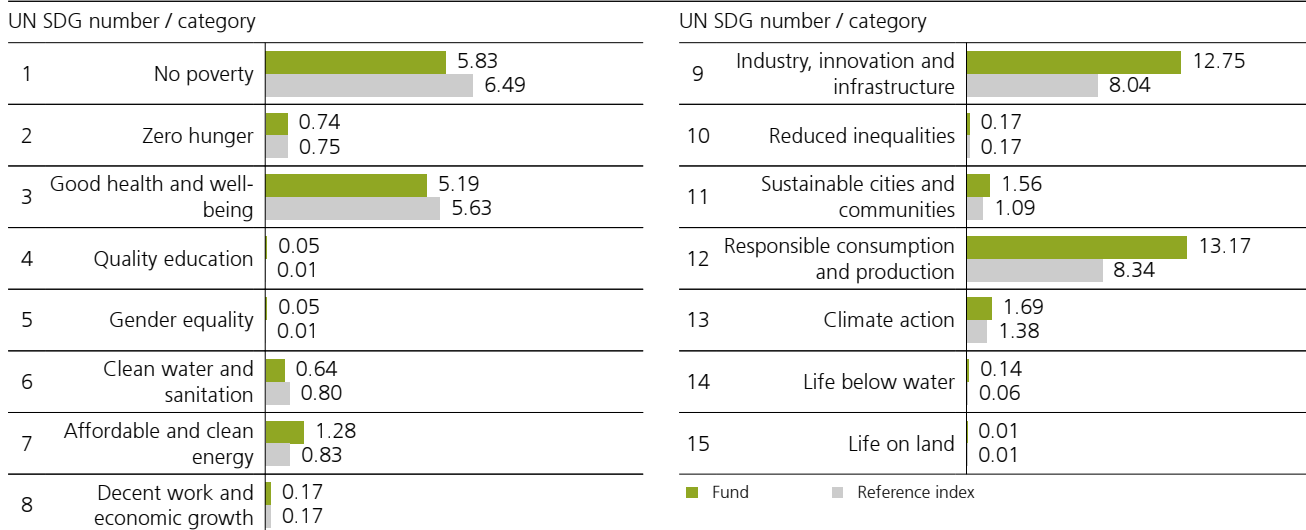 UN SDG number / category
1 No poverty 5.83
6.49
2 Zero hunger 0.74
0.75
3 Good health and well-
being 5.19
5.63
4 Quality education 0.05
0.01
5 Gender equality 0.05
0.01
6 Clean water and
sanitation 0.64
0.80
7 Affordable and clean
energy 1.28
0.83
8 Decent work and
economic growth 0.17
0.17
UN SDG number / category
9 Industry, innovation and
infrastructure 12.75
8.04
10 Reduced inequalities 0.17
0.17
11 Sustainable cities and
communities 1.56
1.09
12 Responsible consumption
and production 13.17
8.34
13 Climate action 1.69
1.38
14 Life below water 0.14
0.06
15 Life on land 0.01
0.01
Fund Reference index